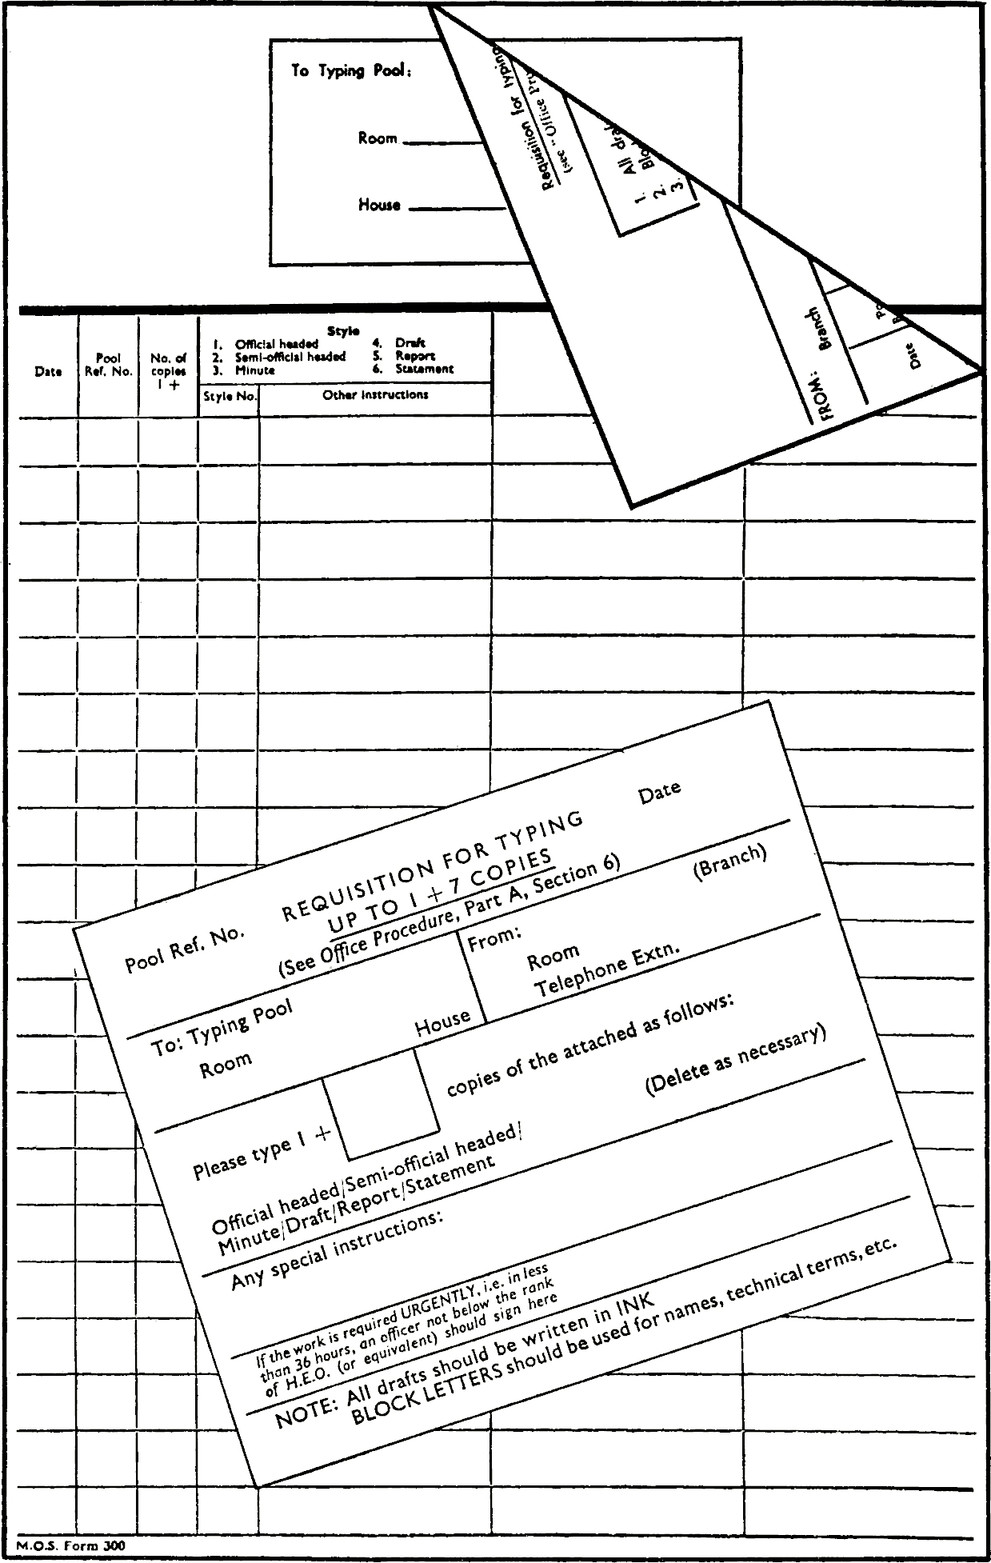 To Typing Pool:
Room
House
Requisition for typing
(see "Office
1. All
2.
3.
FROM: Branch
Date
Date
Pool
Ref. No.
No. of
copies
1 +
Style
1. Official headed
2. Semi-official headed
3. Minute
4. Draft
5. Report
6. Statement
Style No.
Other instructions
Date
REQUISITION FOR TYPING
UP TO 1 + 7 COPIES
Pool Ref. No.
(See Office Procedure, Part A, Section 6)
(Branch)
To: Typing Pool
Room
House
From:
Room
Telephone Extn.
Please type 1 +
copies of the attached as follows:
(Delete as necessary)
Official headed/Semi-official headed/
Minute/Draft/Report/Statement
Any special instructions:
If the work is required URGENTLY, i.e. in less
than 36 hours, an officer not below the rank
of H.E.O. (or equivalent) should sign here
NOTE: All drafts should be written in INK
BLOCK LETTERS should be used for names, technical terms, etc.
M.O.S. Form 300